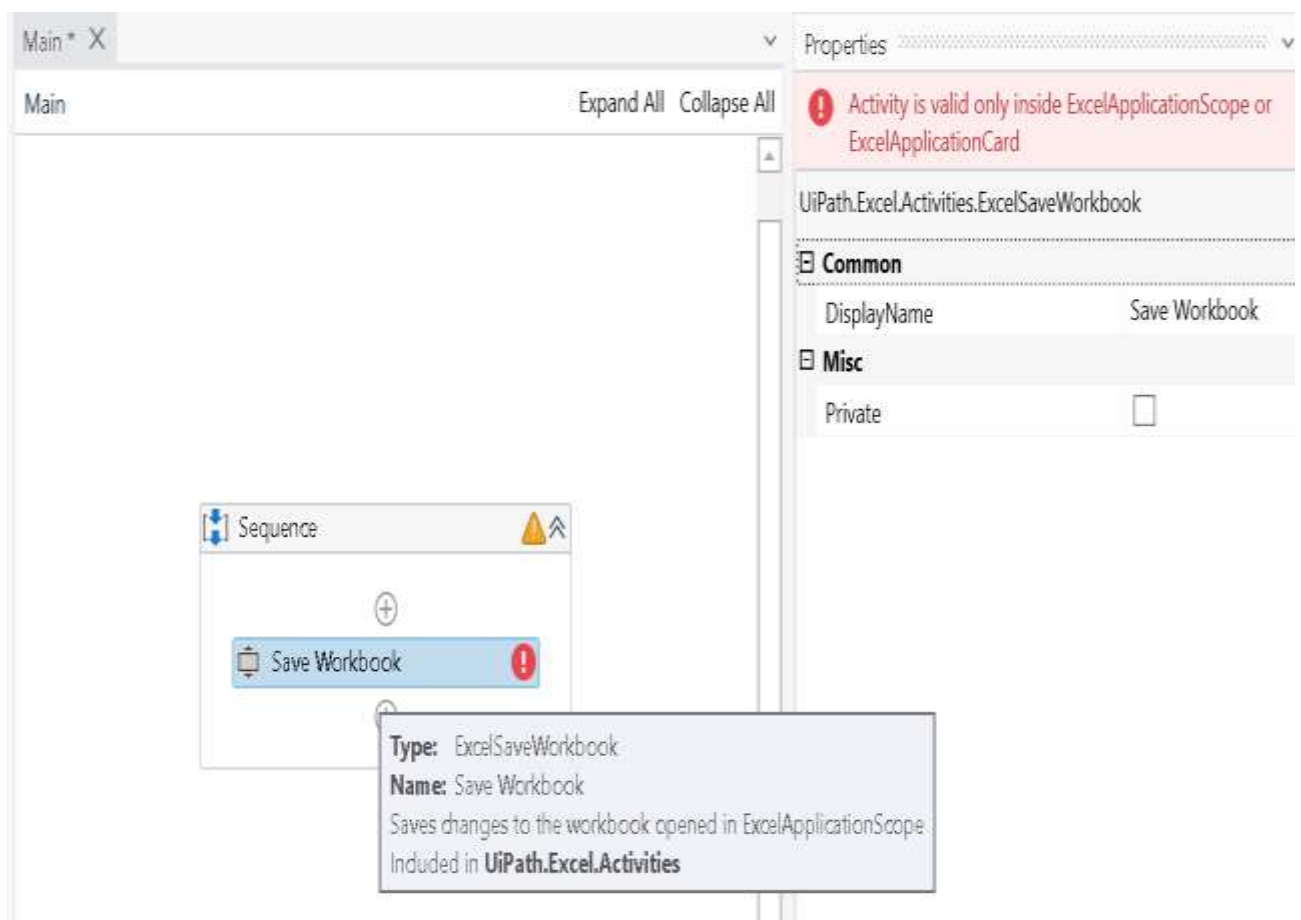 Main * X
Main
Expand All Collapse All
Sequence
Save Workbook
Type: ExcelSaveWorkbook
Name: Save Workbook
Saves changes to the workbook opened in ExcelApplicationScope
Included in UiPath.Excel.Activities
Properties
Activity is valid only inside ExcelApplicationScope or
ExcelApplicationCard
UiPath.Excel.Activities.ExcelSaveWorkbook
Common
DisplayName Save Workbook
Misc
Private